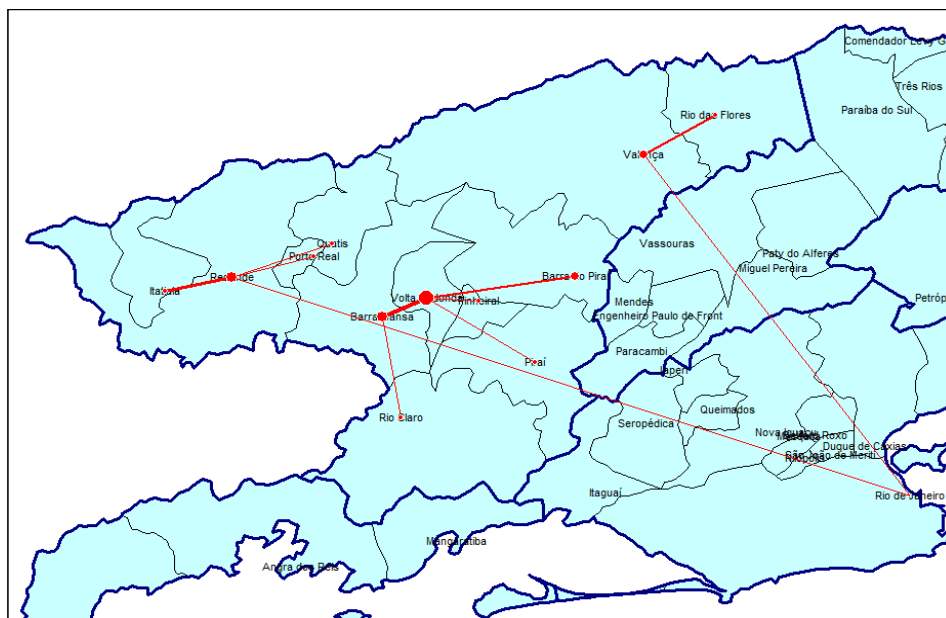 Comendador Levy G
Três Rios
Paraíba do Sul
Rio das Flores
Valença
Quatis
Vassouras
Porto Real
Paty do Alferes
Miguel Pereira
Resende
Barra do Piraí
Itatiaia
Volta Redonda
Pinheiral
Petróp
Mendes
Barra Mansa
Engenheiro Paulo de Front
Paracambi
Piraí
Japeri
Queimados
Rio Claro
Seropédica
Nova Iguaçu
Roxo
Duque de Caxias
São João de Meriti
Itaguaí
Rio de Janeiro
Mangaratiba
Angra dos Reis